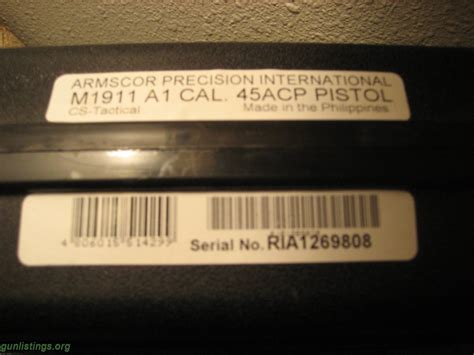 ARMSCOR PRECISION INTERNATIONAL
M1911 A1 CAL. 45ACP PISTOL
CS-Tactical Made in the Philippines
4 806015 514299
Serial No. RIA1269808
gunlistings.org